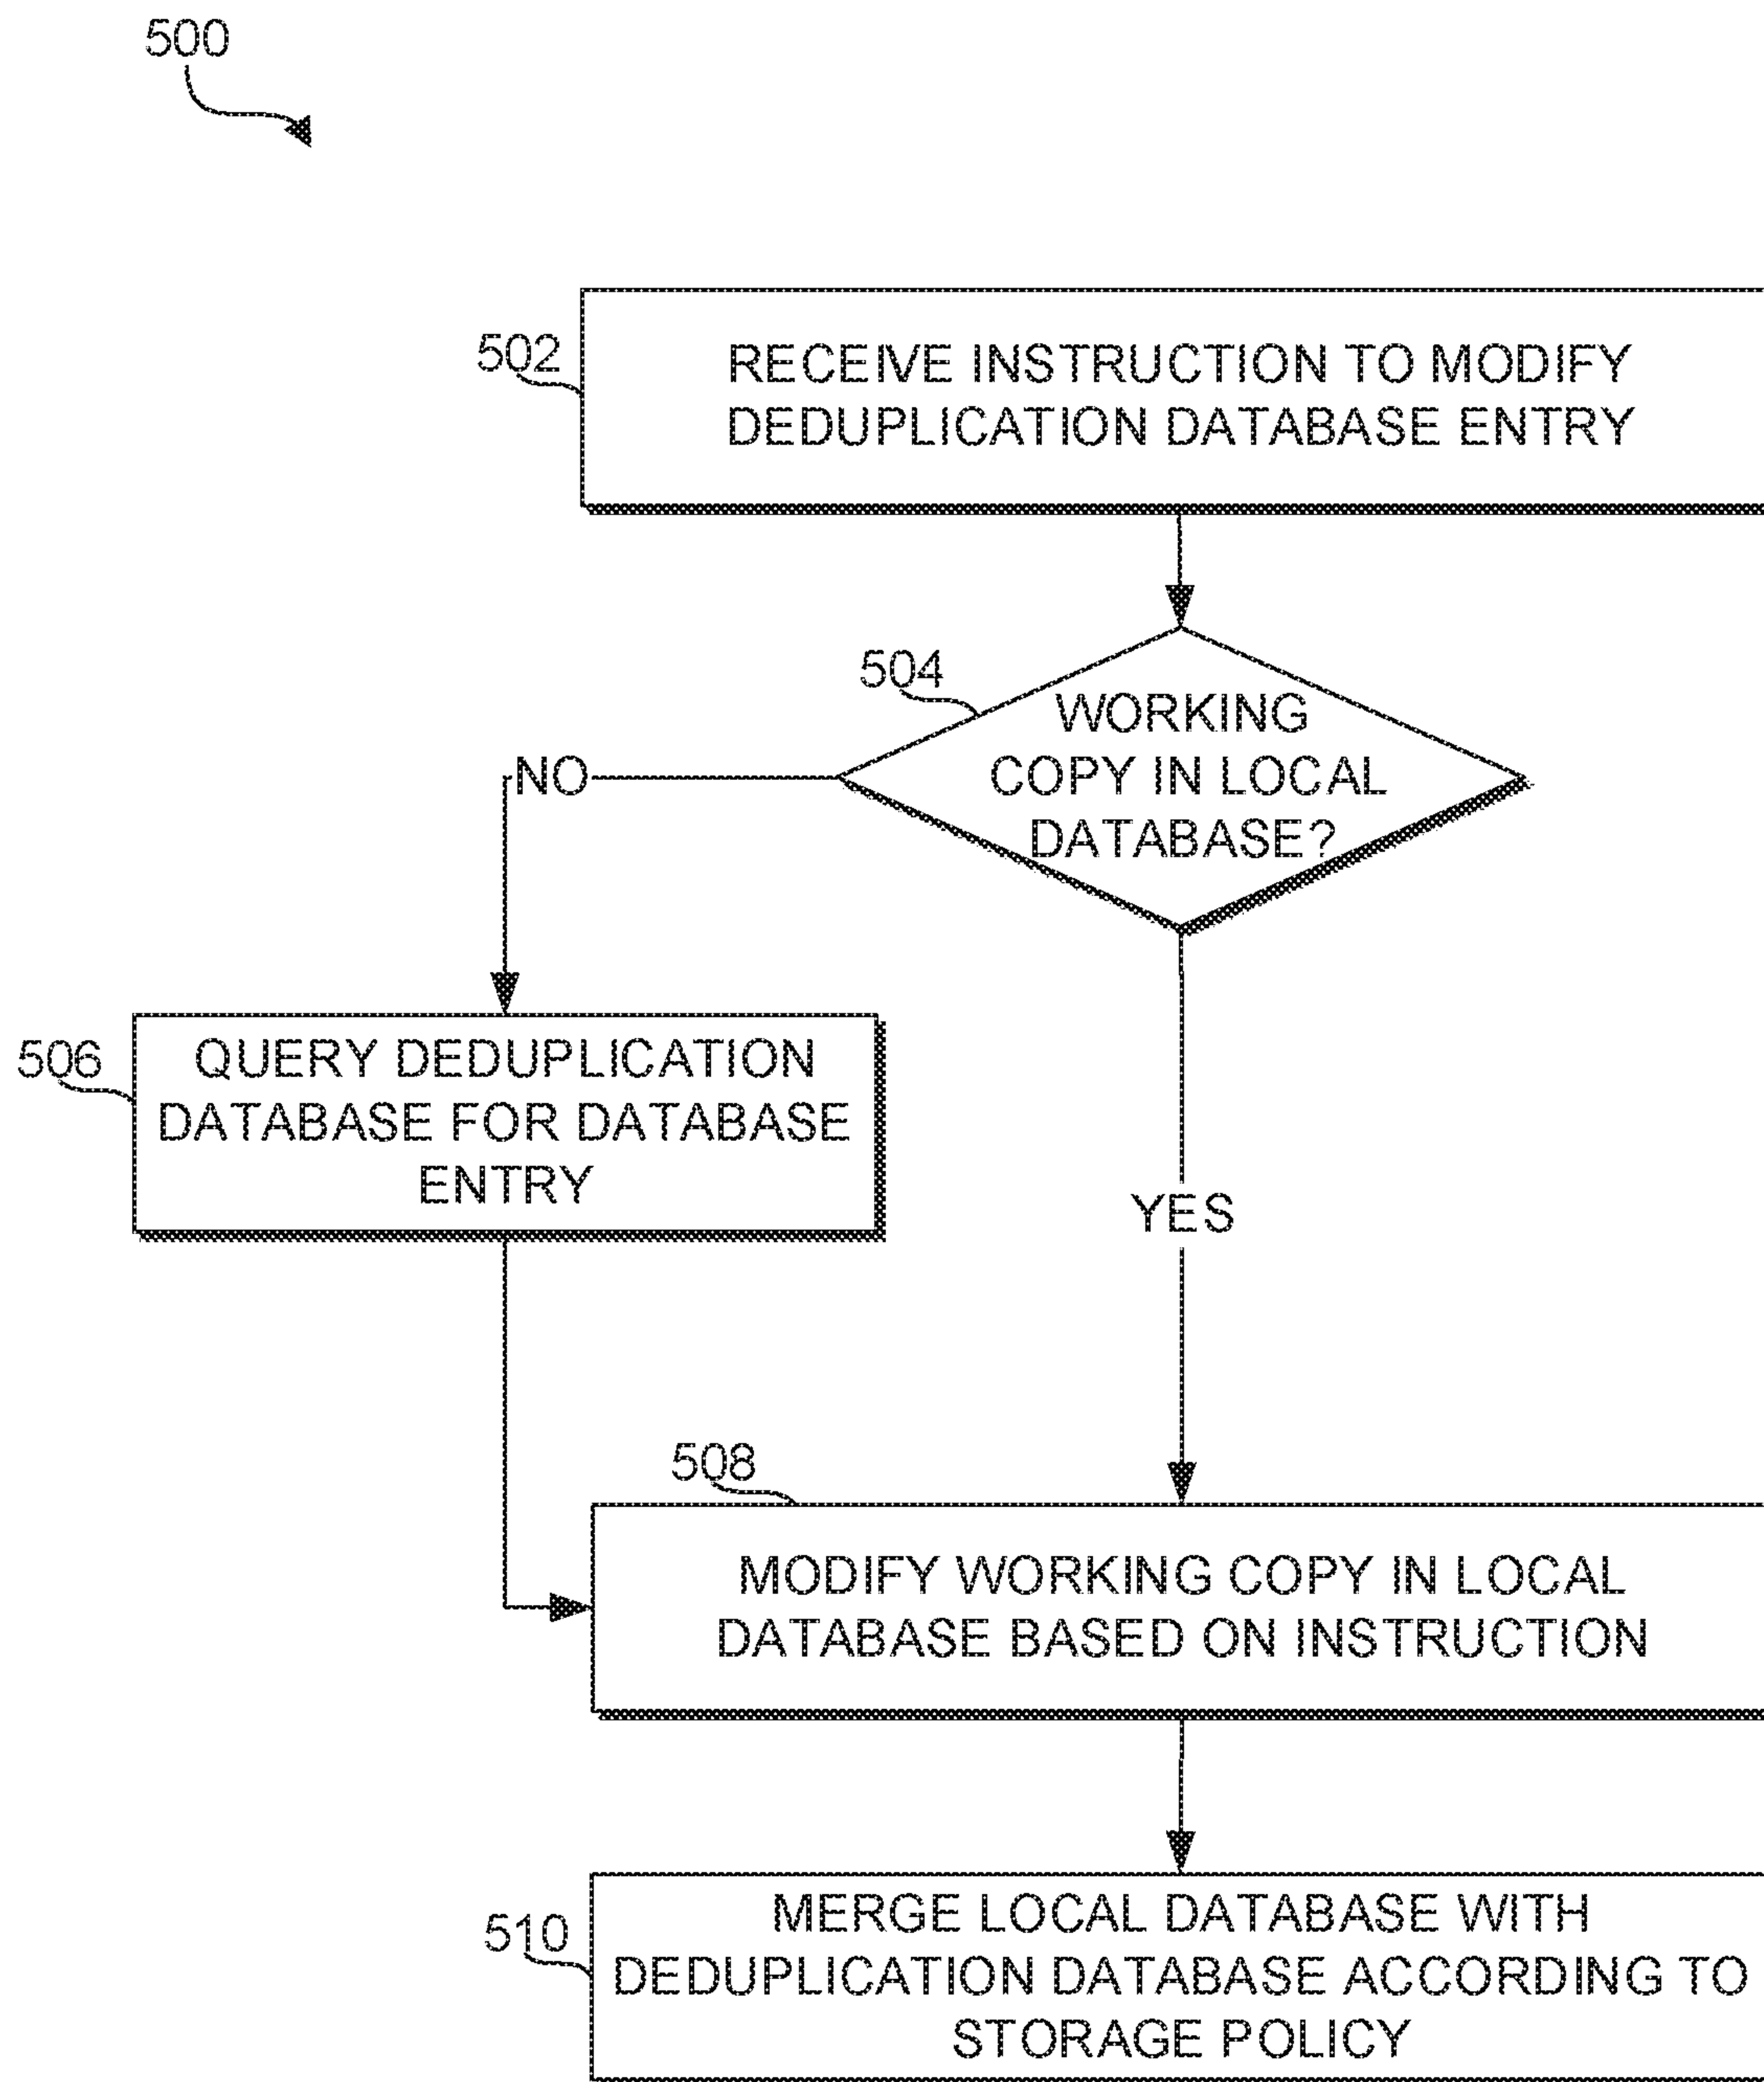 500
502
RECEIVE INSTRUCTION TO MODIFY
DEDUPLICATION DATABASE ENTRY
504
WORKING
COPY IN LOCAL
DATABASE?
NO
506
QUERY DEDUPLICATION
DATABASE FOR DATABASE
ENTRY
YES
508
MODIFY WORKING COPY IN LOCAL
DATABASE BASED ON INSTRUCTION
510
MERGE LOCAL DATABASE WITH
DEDUPLICATION DATABASE ACCORDING TO
STORAGE POLICY